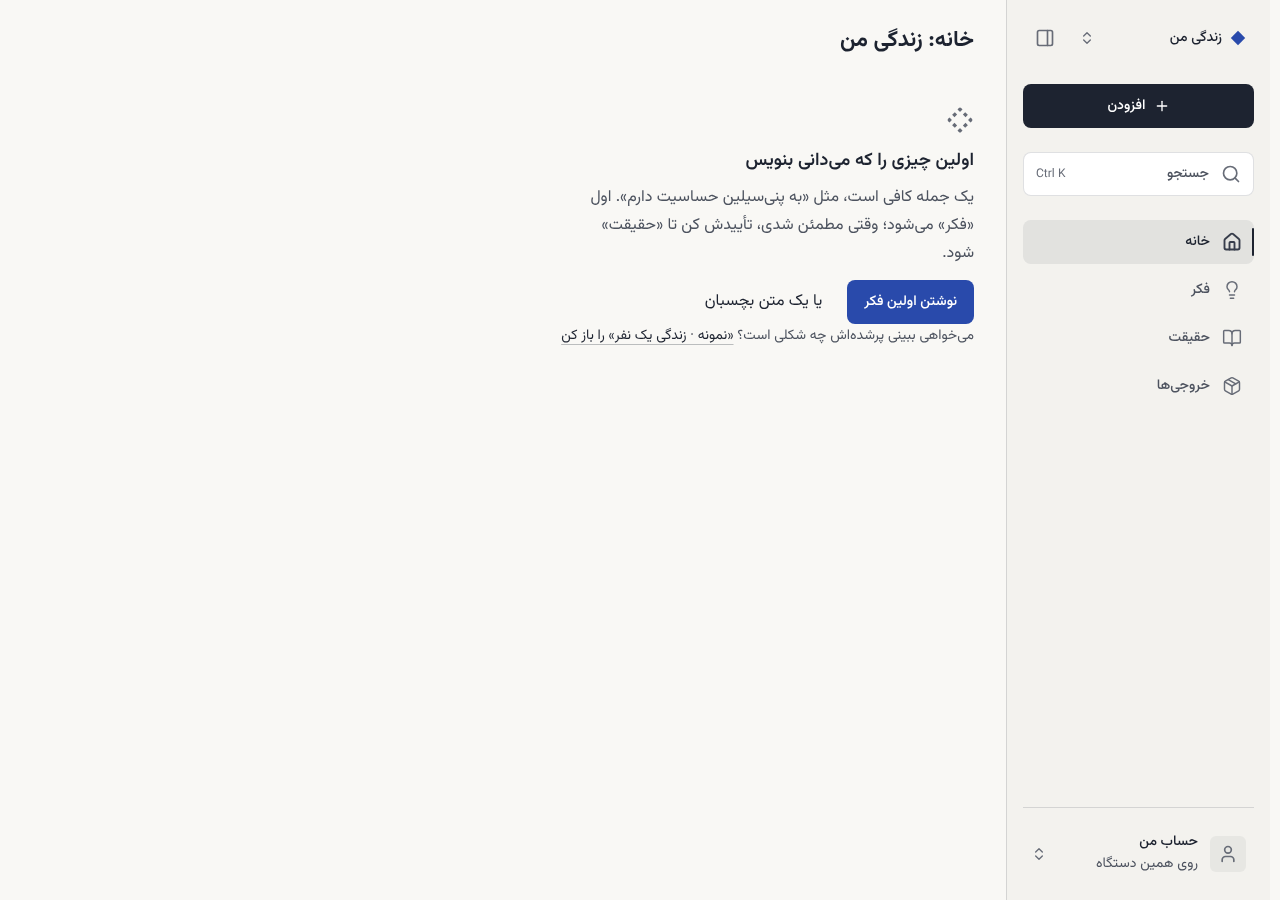 زندگی من
افزودن
جستجو
Ctrl K
خانه
فکر
حقیقت
خروجی‌ها
حساب من
روی همین دستگاه
خانه: زندگی من
اولین چیزی را که می‌دانی بنویس
یک جمله کافی است، مثل «به پنی‌سیلین حساسیت دارم». اول
«فکر» می‌شود؛ وقتی مطمئن شدی، تأییدش کن تا «حقیقت»
شود.
نوشتن اولین فکر
یا یک متن بچسبان
می‌خواهی ببینی پرشده‌اش چه شکلی است؟ «نمونه · زندگی یک نفر» را باز کن